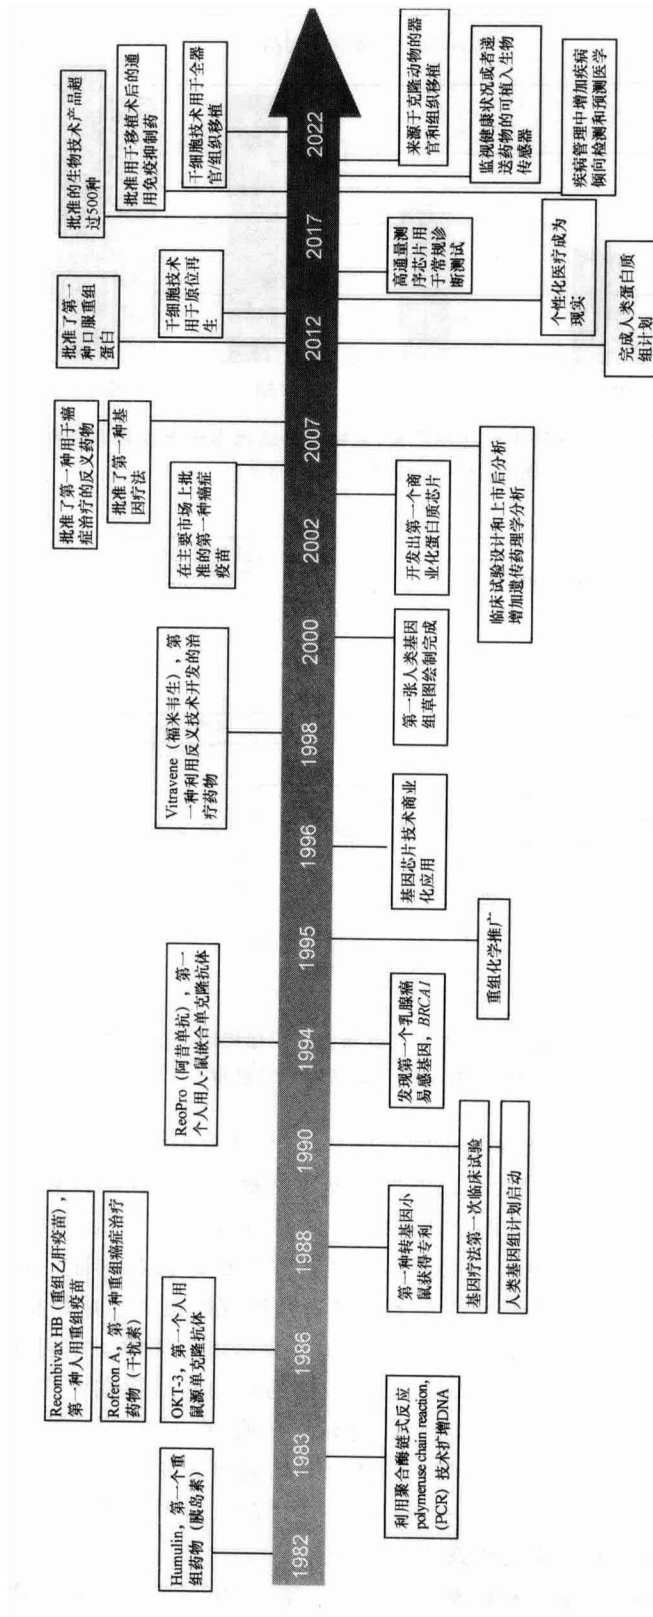 Humulin，第一个重
组药物（胰岛素）
Recombivax HB（重组乙肝疫苗），
第一种人用重组疫苗
Roferon A，第一种重组癌症治疗
药物（干扰素）
OKT-3，第一个人用
鼠源单克隆抗体
ReoPro（阿昔单抗），第一
个人用人-鼠嵌合单克隆抗体
Vitravene（福米韦生），第
一种利用反义技术开发的治
疗药物
批准了第一种用于癌
症治疗的反义药物
批准了第一种基
因疗法
在主要市场上批
准的第一种癌症
疫苗
批准了第一
种口服重组
蛋白
干细胞技术
用于原位再
生
批准的生物技术产品超
过500种
批准用于移植术后的通
用免疫抑制药
干细胞技术用于全器
官/组织移植
1982
1983
1986
1988
1990
1994
1995
1996
1998
2000
2002
2007
2012
2017
2022
利用聚合酶链式反应
polymeruse chain reaction,
(PCR）技术扩增DNA
第一种转基因小
鼠获得专利
基因疗法第一次临床试验
人类基因组计划启动
发现第一个乳腺癌
易感基因，BRCA1
重组化学推广
基因芯片技术商业
化应用
第一张人类基因
组草图绘制完成
开发出第一个商
业化蛋白质芯片
临床试验设计和上市后分析
增加遗传药理学分析
高通量测
序芯片用
于常规诊
断测试
个性化医疗成为
现实
完成人类蛋白质
组计划
来源于克隆动物的器
官和组织移植
监视健康状况或者递
送药物的可植入生物
传感器
疾病管理中增加疾病
倾向检测和预测医学